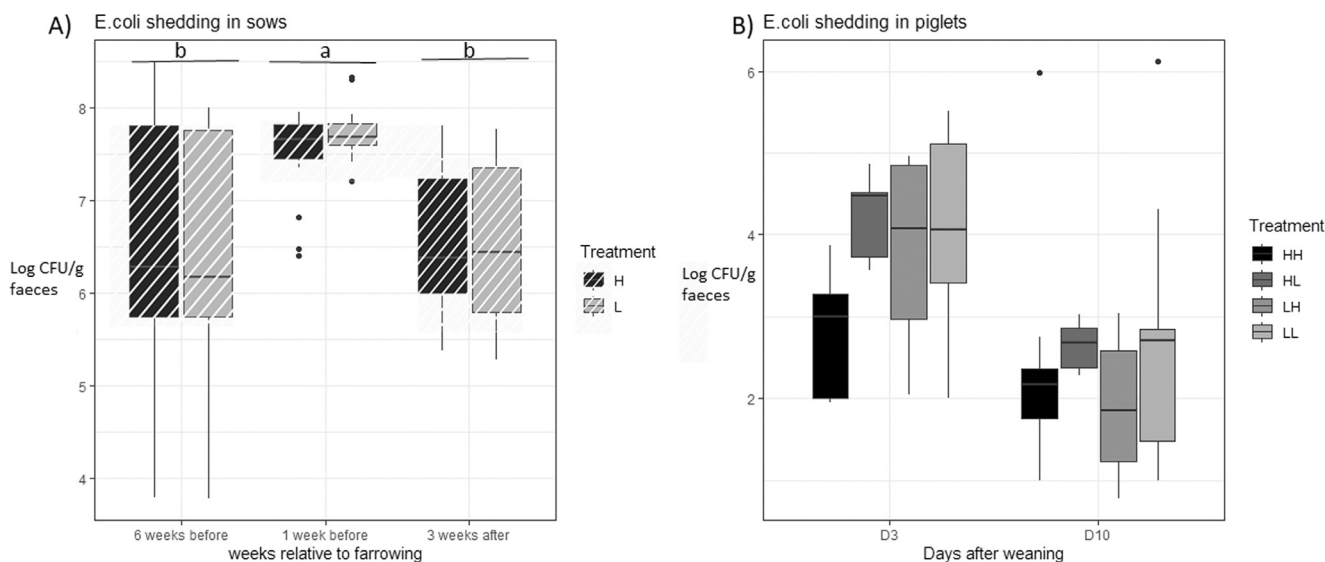 A)
E.coli shedding in sows
b a b
8
7
6
5
4
Log CFU/g
faeces
6 weeks before 1 week before 3 weeks after
weeks relative to farrowing
Treatment
H
L
B)
E.coli shedding in piglets
6
4
2
Log CFU/g
faeces
D3 D10
Days after weaning
Treatment
HH
HL
LH
LL